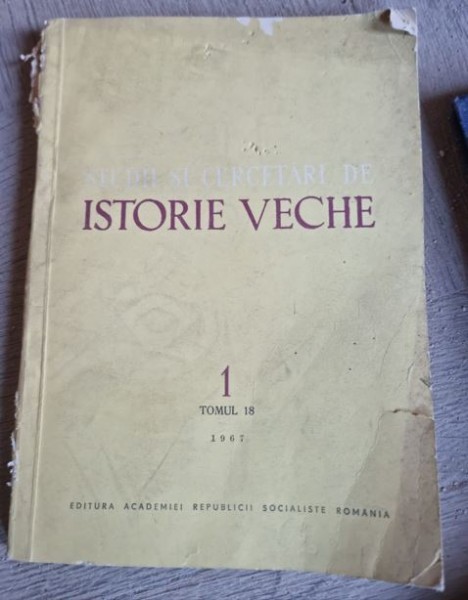 STUDII ȘI CERCETĂRI DE
ISTORIE VECHE
1
TOMUL 18
1967
EDITURA ACADEMIEI REPUBLICII SOCIALISTE ROMÂNIA